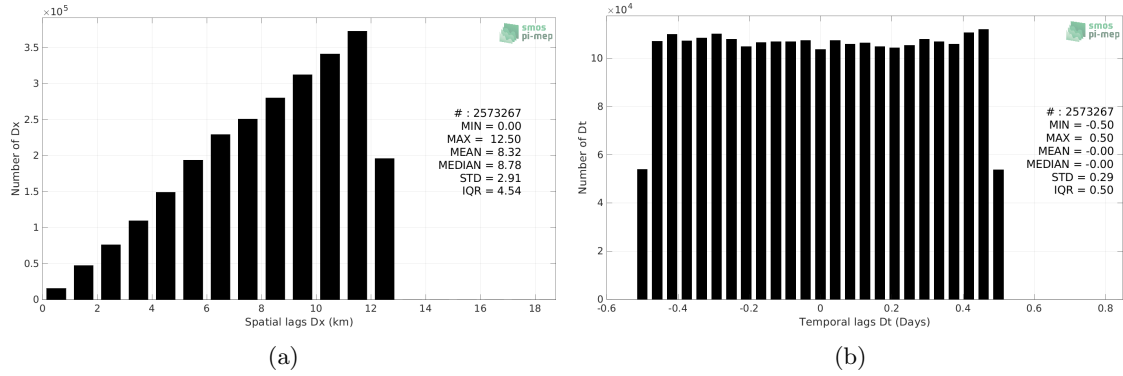 ×10⁵
smos
pi-mep
Number of Dx
3.5
3
2.5
2
1.5
1
0.5
0
# : 2573267
MIN = 0.00
MAX = 12.50
MEAN = 8.32
MEDIAN = 8.78
STD = 2.91
IQR = 4.54
0 2 4 6 8 10 12 14 16 18
Spatial lags Dx (km)
(a)
×10⁴
smos
pi-mep
Number of Dt
10
8
6
4
2
0
# : 2573267
MIN = -0.50
MAX = 0.50
MEAN = -0.00
MEDIAN = -0.00
STD = 0.29
IQR = 0.50
-0.6 -0.4 -0.2 0 0.2 0.4 0.6 0.8
Temporal lags Dt (Days)
(b)